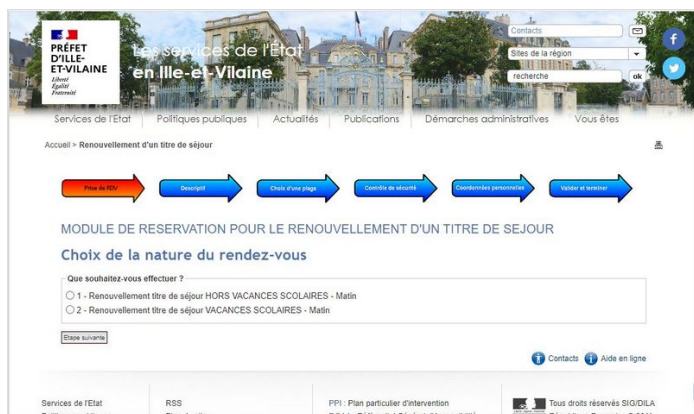 PRÉFET
D'ILLE-
ET-VILAINE
Liberté
Égalité
Fraternité
Les services de l'État
en Ille-et-Vilaine
Contacts
Sites de la région
recherche
ok
Services de l'État
Politiques publiques
Actualités
Publications
Démarches administratives
Vous êtes
Accueil > Renouvellement d'un titre de séjour
Prise de RDV
Descriptif
Choix d'une plage
Contrôle de sécurité
Coordonnées personnelles
Valider et terminer
MODULE DE RESERVATION POUR LE RENOUVELLEMENT D'UN TITRE DE SEJOUR
Choix de la nature du rendez-vous
Que souhaitez-vous effectuer ?
1 - Renouvellement titre de séjour HORS VACANCES SCOLAIRES - Matin
2 - Renouvellement titre de séjour VACANCES SCOLAIRES - Matin
Etape suivante
Contacts
Aide en ligne
Services de l'Etat
RSS
PPI : Plan particulier d'intervention
Tous droits réservés SIG/DILA